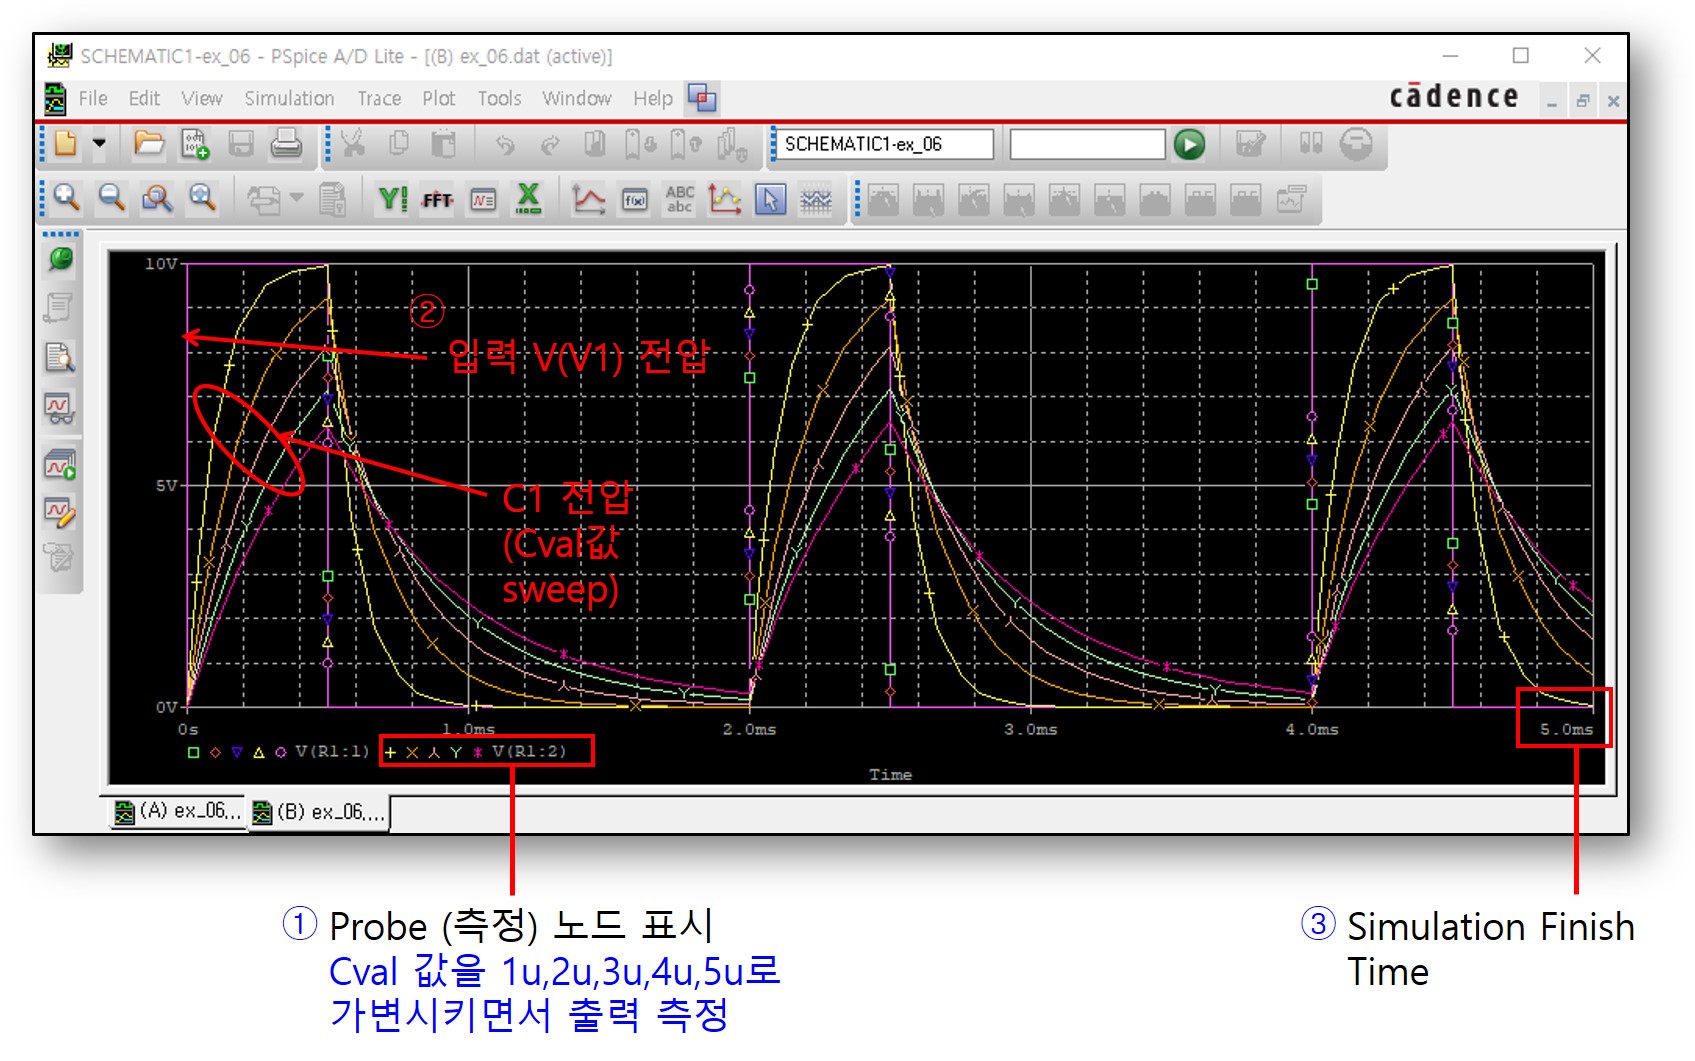 SCHEMATIC1-ex_06 - PSpice A/D Lite - [(B) ex_06.dat (active)]
File Edit View Simulation Trace Plot Tools Window Help cādence
SCHEMATIC1-ex_06
FFT
ABC
abc
10V
②
입력 V(V1) 전압
5V
C1 전압
(Cval값
sweep)
0V
0s 1.0ms 2.0ms 3.0ms 4.0ms 5.0ms
V(R1:1) V(R1:2)
Time
(A) ex_06,... (B) ex_06,...
① Probe (측정) 노드 표시
Cval 값을 1u,2u,3u,4u,5u로
가변시키면서 출력 측정
③ Simulation Finish
Time